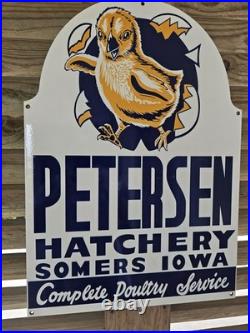 PETERSEN
HATCHERY
SOMERS IOWA
Complete Poultry Service